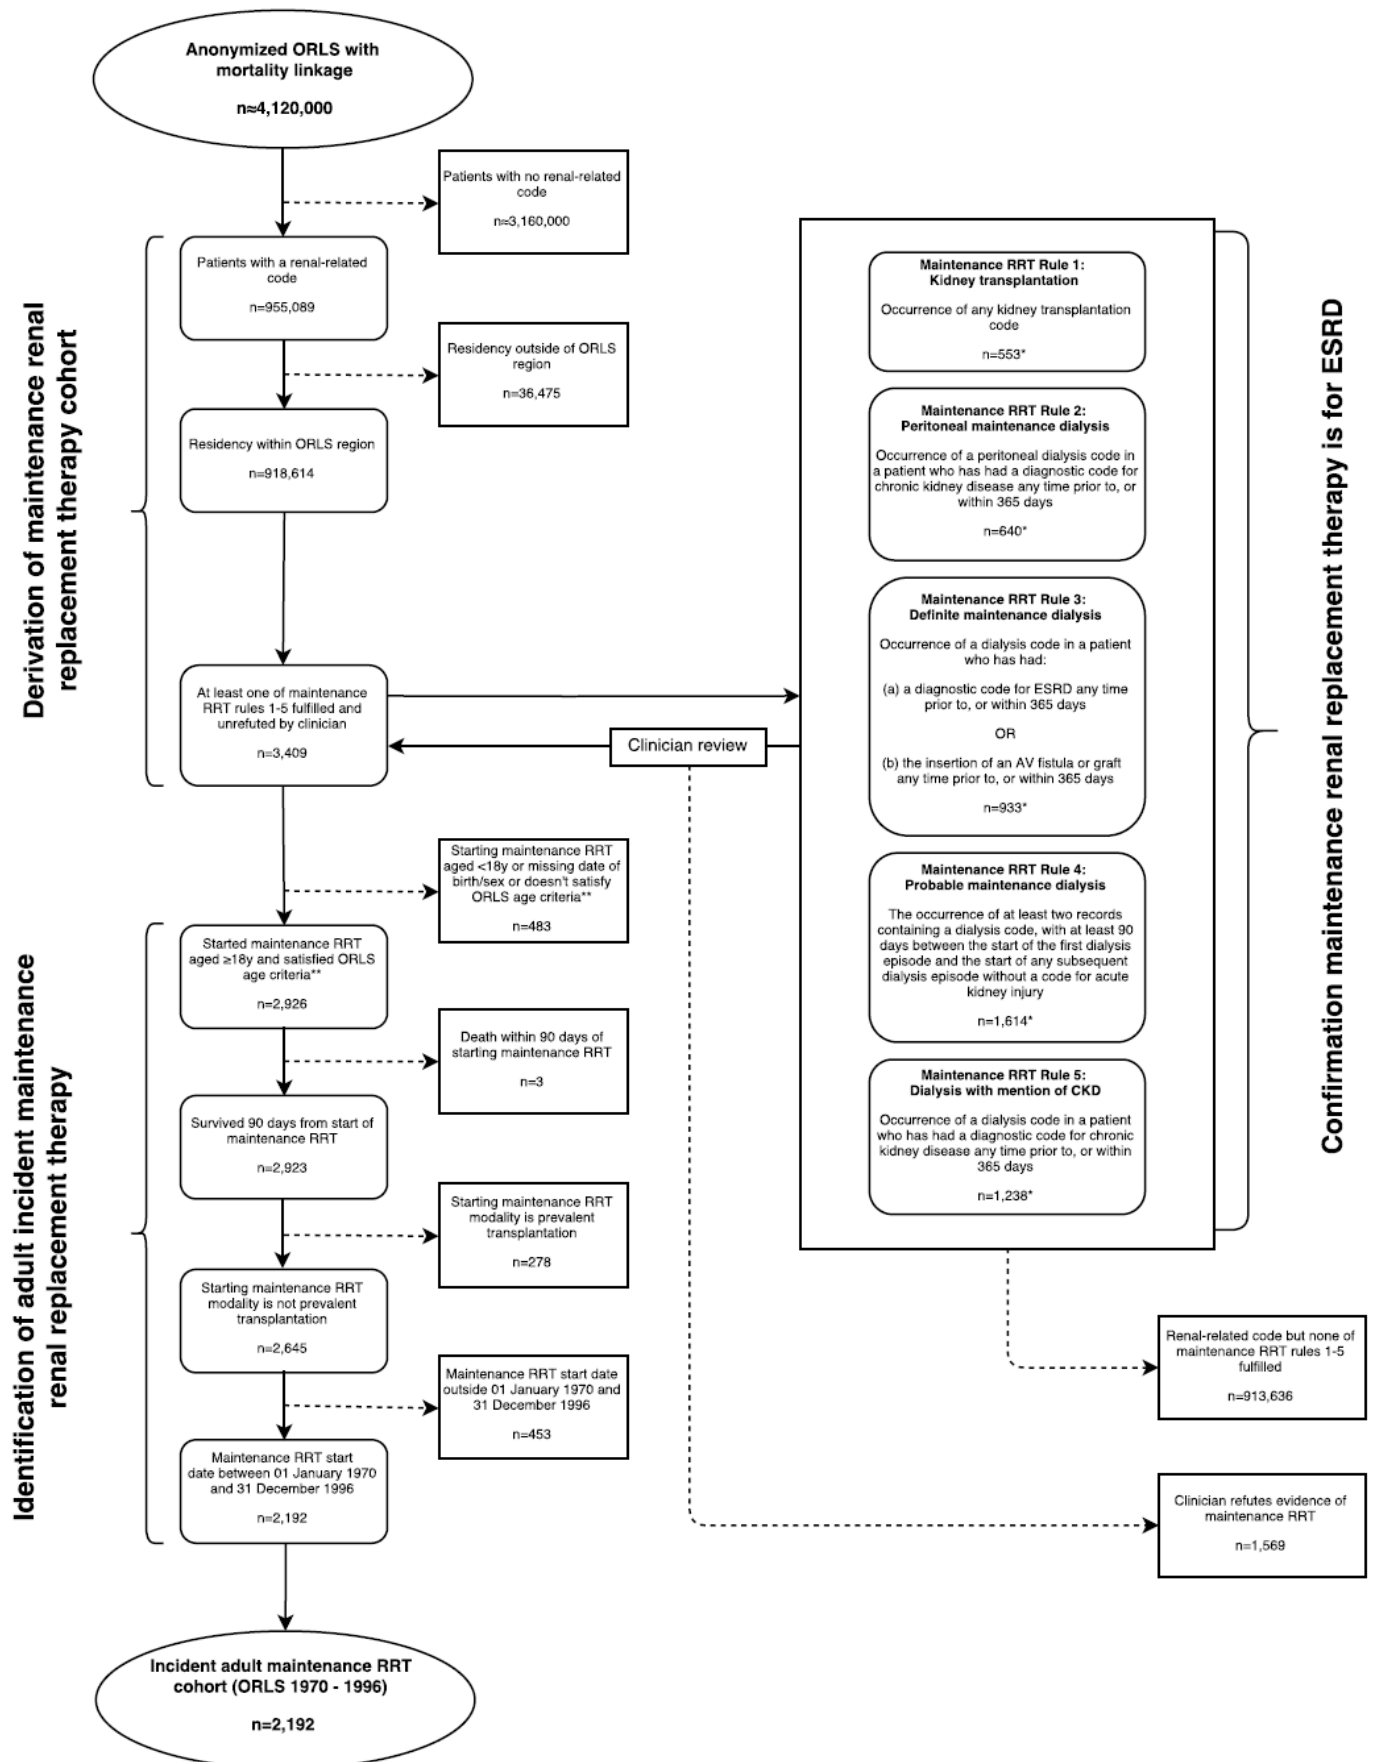 Anonymized ORLS with
mortality linkage
n≈4,120,000
Patients with no renal-related
code
n≈3,160,000
Derivation of maintenance renal
replacement therapy cohort
Patients with a renal-related
code
n=955,089
Residency outside of ORLS
region
n=36,475
Residency within ORLS region
n=918,614
At least one of maintenance
RRT rules 1-5 fulfilled and
unrefuted by clinician
n=3,409
Clinician review
Maintenance RRT Rule 1:
Kidney transplantation
Occurrence of any kidney transplantation
code
n=553*
Maintenance RRT Rule 2:
Peritoneal maintenance dialysis
Occurrence of a peritoneal dialysis code in
a patient who has had a diagnostic code for
chronic kidney disease any time prior to, or
within 365 days
n=640*
Maintenance RRT Rule 3:
Definite maintenance dialysis
Occurrence of a dialysis code in a patient
who has had:
(a) a diagnostic code for ESRD any time
prior to, or within 365 days
OR
(b) the insertion of an AV fistula or graft
any time prior to, or within 365 days
n=933*
Maintenance RRT Rule 4:
Probable maintenance dialysis
The occurrence of at least two records
containing a dialysis code, with at least 90
days between the start of the first dialysis
episode and the start of any subsequent
dialysis episode without a code for acute
kidney injury
n=1,614*
Maintenance RRT Rule 5:
Dialysis with mention of CKD
Occurrence of a dialysis code in a patient
who has had a diagnostic code for chronic
kidney disease any time prior to, or within
365 days
n=1,238*
Confirmation maintenance renal replacement therapy is for ESRD
Renal-related code but none of
maintenance RRT rules 1-5
fulfilled
n=913,636
Clinician refutes evidence of
maintenance RRT
n=1,569
Starting maintenance RRT
aged <18y or missing date of
birth/sex or doesn't satisfy
ORLS age criteria**
n=483
Identification of adult incident maintenance
renal replacement therapy
Started maintenance RRT
aged ≥18y and satisfied ORLS
age criteria**
n=2,926
Death within 90 days of
starting maintenance RRT
n=3
Survived 90 days from start of
maintenance RRT
n=2,923
Starting maintenance RRT
modality is prevalent
transplantation
n=278
Starting maintenance RRT
modality is not prevalent
transplantation
n=2,645
Maintenance RRT start date
outside 01 January 1970 and
31 December 1996
n=453
Maintenance RRT start
date between 01 January 1970
and 31 December 1996
n=2,192
Incident adult maintenance RRT
cohort (ORLS 1970 - 1996)
n=2,192